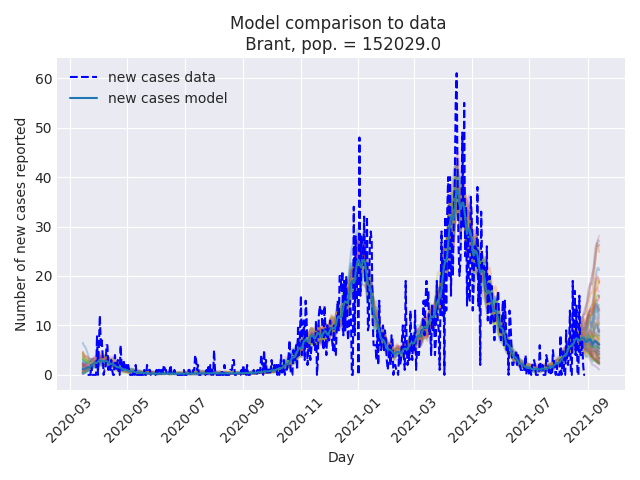 Model comparison to data
Brant, pop. = 152029.0
new cases data
new cases model
Number of new cases reported
60
50
40
30
20
10
0
2020-03
2020-05
2020-07
2020-09
2020-11
2021-01
2021-03
2021-05
2021-07
2021-09
Day